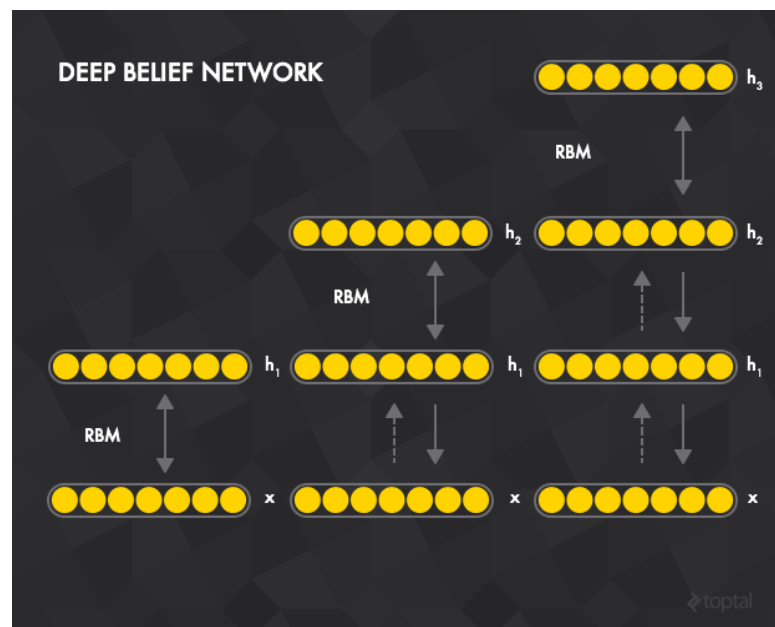 DEEP BELIEF NETWORK
h₃
RBM
h₂
h₂
RBM
h₁
h₁
h₁
RBM
x
x
x
toptal